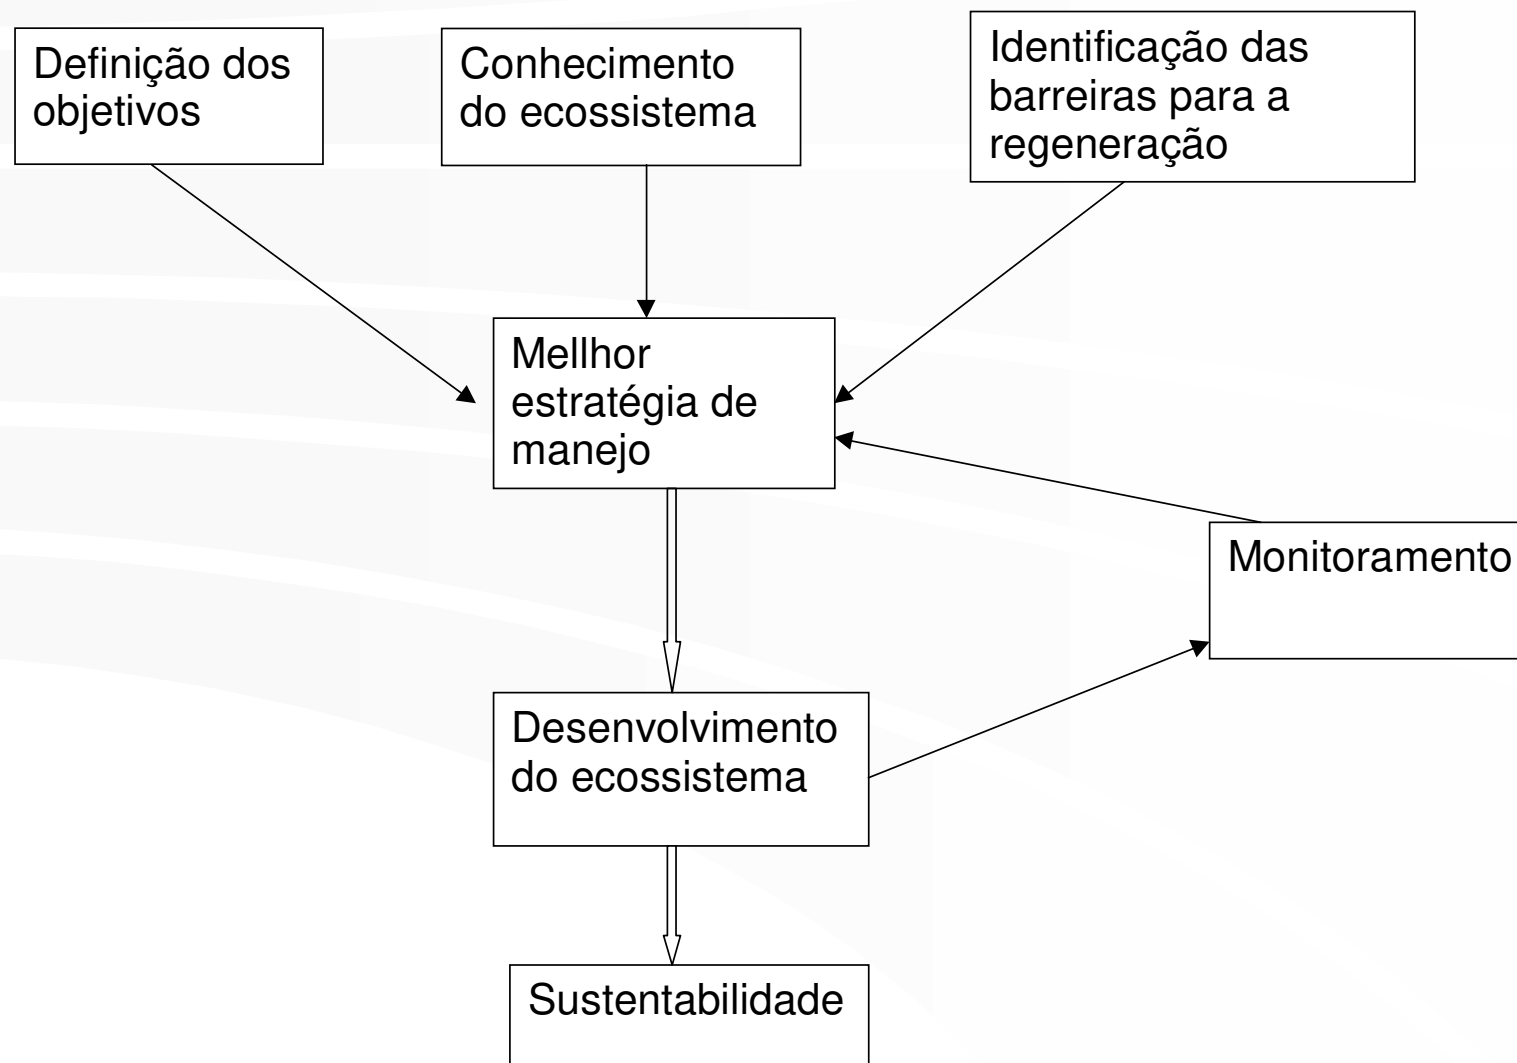 Definição dos
objetivos
Conhecimento
do ecossistema
Identificação das
barreiras para a
regeneração
Mellhor
estratégia de
manejo
Monitoramento
Desenvolvimento
do ecossistema
Sustentabilidade